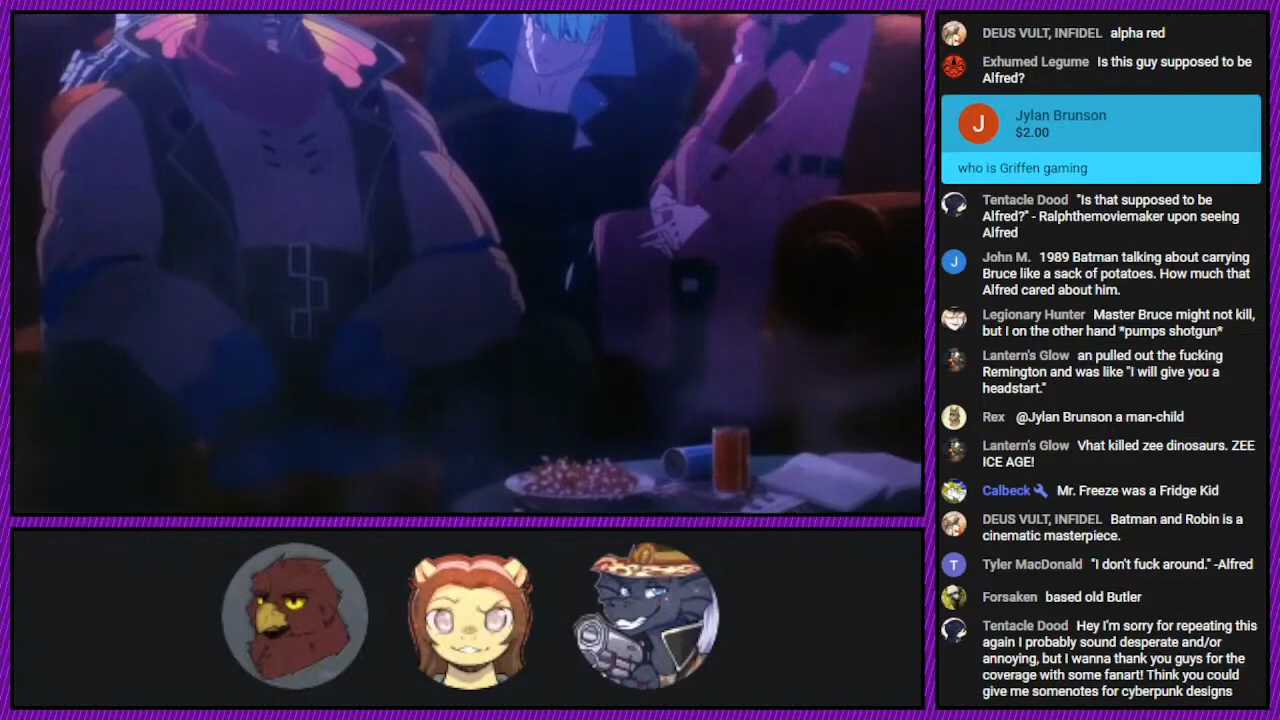 DEUS VULT, INFIDEL alpha red
Exhumed Legume Is this guy supposed to be
Alfred?
J
Jylan Brunson
$2.00
who is Griffen gaming
Tentacle Dood "Is that supposed to be
Alfred?" - Ralphthemoviemaker upon seeing
Alfred
J
John M. 1989 Batman talking about carrying
Bruce like a sack of potatoes. How much that
Alfred cared about him.
Legionary Hunter Master Bruce might not kill,
but I on the other hand *pumps shotgun*
Lantern's Glow an pulled out the fucking
Remington and was like "I will give you a
headstart."
Rex @Jylan Brunson a man-child
Lantern's Glow Vhat killed zee dinosaurs. ZEE
ICE AGE!
Calbeck Mr. Freeze was a Fridge Kid
DEUS VULT, INFIDEL Batman and Robin is a
cinematic masterpiece.
T
Tyler MacDonald "I don't fuck around." -Alfred
Forsaken based old Butler
Tentacle Dood Hey I'm sorry for repeating this
again I probably sound desperate and/or
annoying, but I wanna thank you guys for the
coverage with some fanart! Think you could
give me somenotes for cyberpunk designs